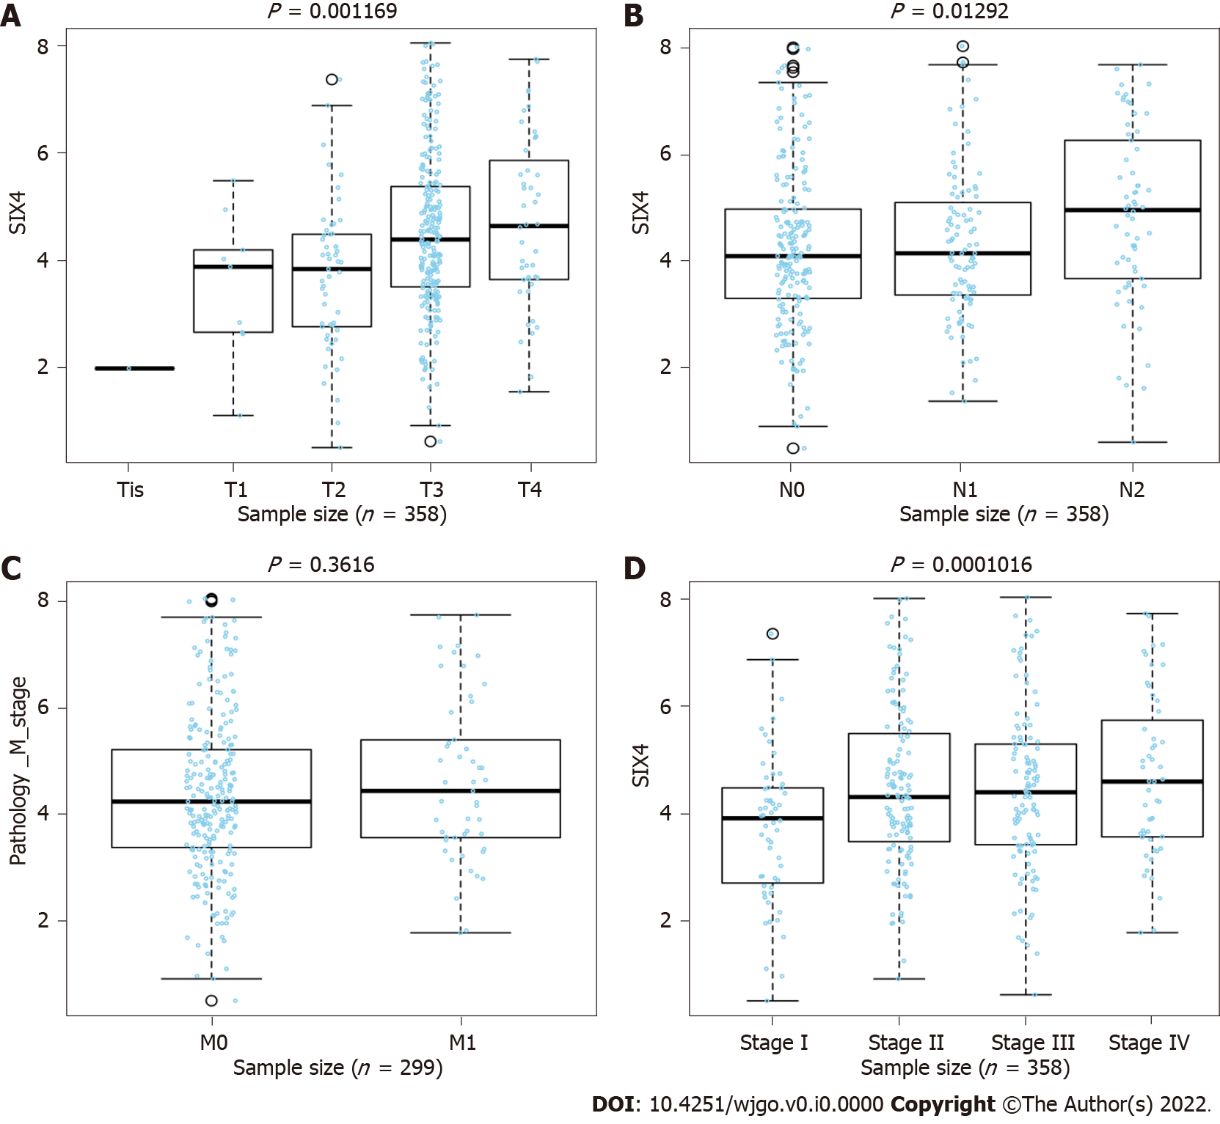 A
P = 0.001169
8
6
4
2
SIX4
Tis T1 T2 T3 T4
Sample size (n = 358)
B
P = 0.01292
8
6
4
2
SIX4
N0 N1 N2
Sample size (n = 358)
C
P = 0.3616
8
6
4
2
Pathology _M_stage
M0 M1
Sample size (n = 299)
D
P = 0.0001016
8
6
4
2
SIX4
Stage I Stage II Stage III Stage IV
Sample size (n = 358)
DOI: 10.4251/wjgo.v0.i0.0000 Copyright ©The Author(s) 2022.